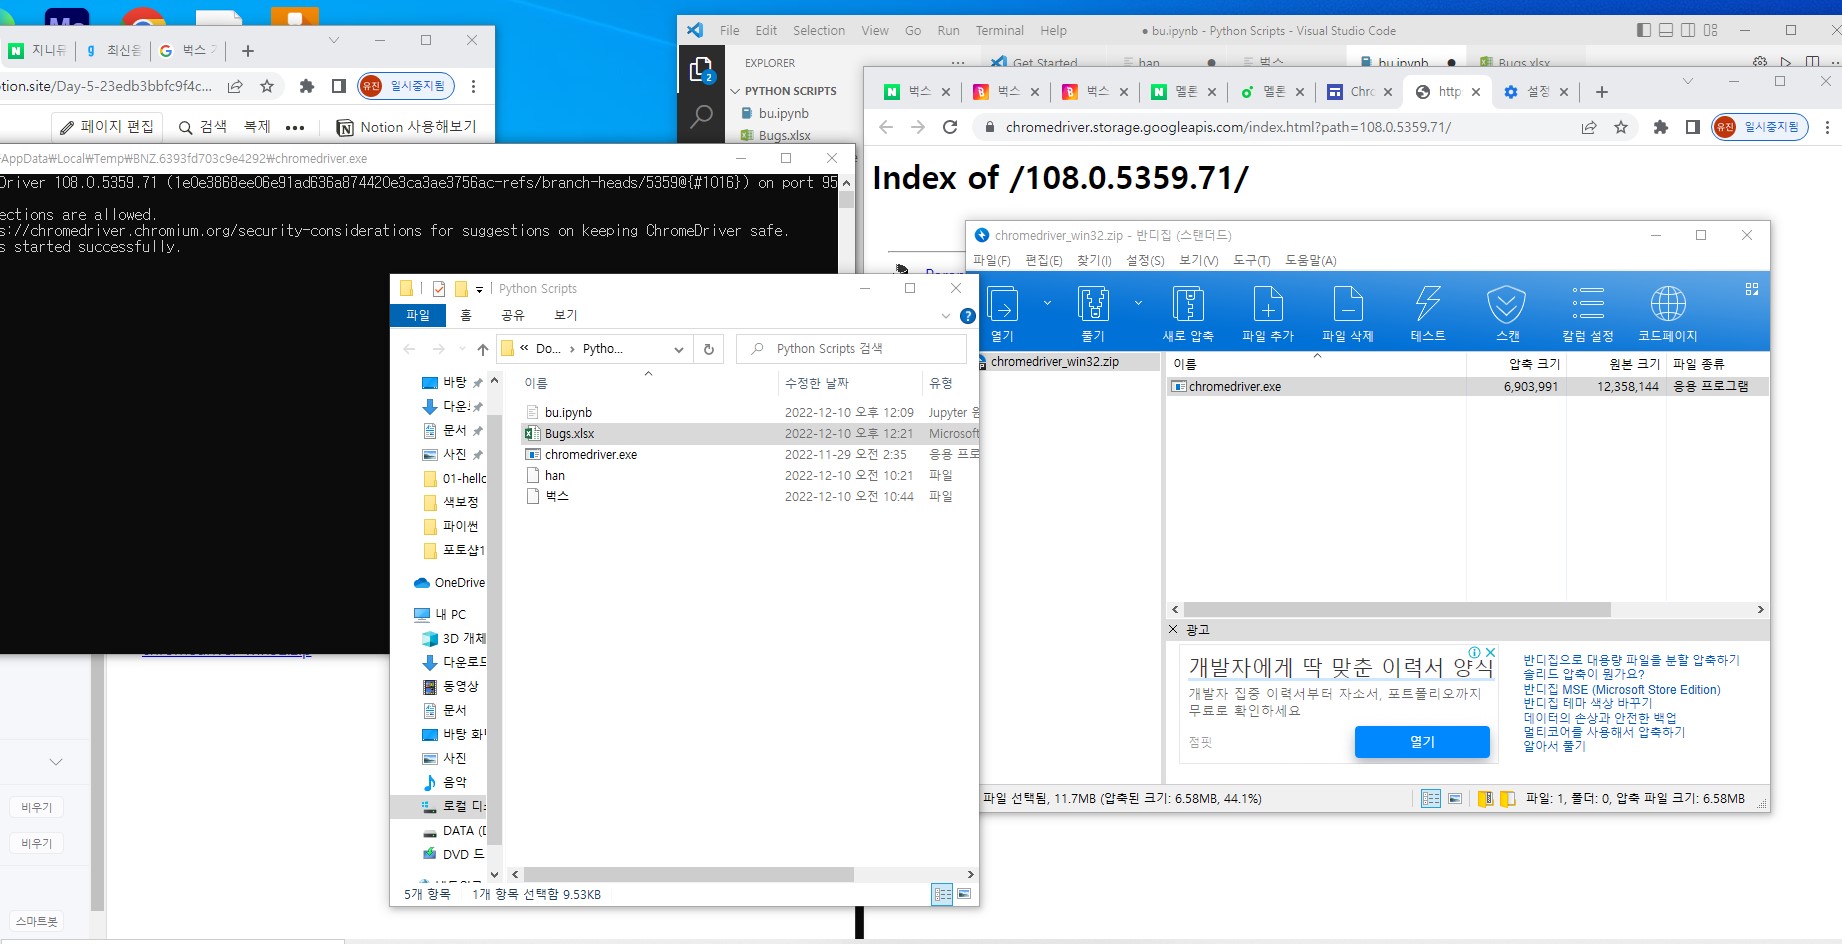 지니뮤
최신음
벅스
otion.site/Day-5-23edb3bbfc9f4c...
유진 일시중지됨
페이지 편집
검색
복제
Notion 사용해보기
AppData\Local\Temp\BNZ.6393fd703c9e4292\chromedriver.exe
Driver 108.0.5359.71 (1e0e3868ee06e91ad636a874420e3ca3ae3756ac-refs/branch-heads/5359@{#1016}) on port 95
ections are allowed.
s://chromedriver.chromium.org/security-considerations for suggestions on keeping ChromeDriver safe.
s started successfully.
File Edit Selection View Go Run Terminal Help
● bu.ipynb - Python Scripts - Visual Studio Code
EXPLORER
2
PYTHON SCRIPTS
bu.ipynb
Bugs.xlsx
Get Started
han
벅스
bu.ipynb
Bugs.xlsx
벅스
벅스
벅스
멜론
멜론
Chro
http
설정
chromedriver.storage.googleapis.com/index.html?path=108.0.5359.71/
유진 일시중지됨
Index of /108.0.5359.71/
chromedriver_win32.zip - 반디집 (스탠더드)
파일(F) 편집(E) 찾기(I) 설정(S) 보기(V) 도구(T) 도움말(A)
열기 풀기 새로 압축 파일 추가 파일 삭제 테스트 스캔 칼럼 설정 코드페이지
chromedriver_win32.zip
이름 압축 크기 원본 크기 파일 종류
chromedriver.exe 6,903,991 12,358,144 응용 프로그램
광고
개발자에게 딱 맞춘 이력서 양식
개발자 집중 이력서부터 자소서, 포트폴리오까지
무료로 확인하세요
점핏
열기
반디집으로 대용량 파일을 분할 압축하기
솔리드 압축이 뭔가요?
반디집 MSE (Microsoft Store Edition)
반디집 테마 색상 바꾸기
데이터의 손상과 안전한 백업
멀티코어를 사용해서 압축하기
알아서 풀기
파일 선택됨, 11.7MB (압축된 크기: 6.58MB, 44.1%)
파일: 1, 폴더: 0, 압축 파일 크기: 6.58MB
Python Scripts
파일 홈 공유 보기
« Do... › Pytho...
Python Scripts 검색
이름 수정한 날짜 유형
bu.ipynb 2022-12-10 오후 12:09 Jupyter 원
Bugs.xlsx 2022-12-10 오후 12:21 Microsoft
chromedriver.exe 2022-11-29 오전 2:35 응용 프로
han 2022-12-10 오전 10:21 파일
벅스 2022-12-10 오전 10:44 파일
바탕
다운로
문서
사진
01-hello
색보정
파이썬
포토샵1
OneDrive
내 PC
3D 개체
다운로드
동영상
문서
바탕 화면
사진
음악
로컬 디스
DATA (D
DVD 드
5개 항목 1개 항목 선택함 9.53KB
비우기
비우기
스마트봇